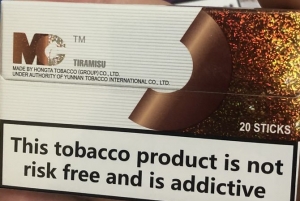 MC ™
TIRAMISU
MADE BY HONGTA TOBACCO (GROUP) CO., LTD.
UNDER AUTHORITY OF YUNNAN TOBACCO INTERNATIONAL CO., LTD.
20 STICKS
This tobacco product is not
risk free and is addictive